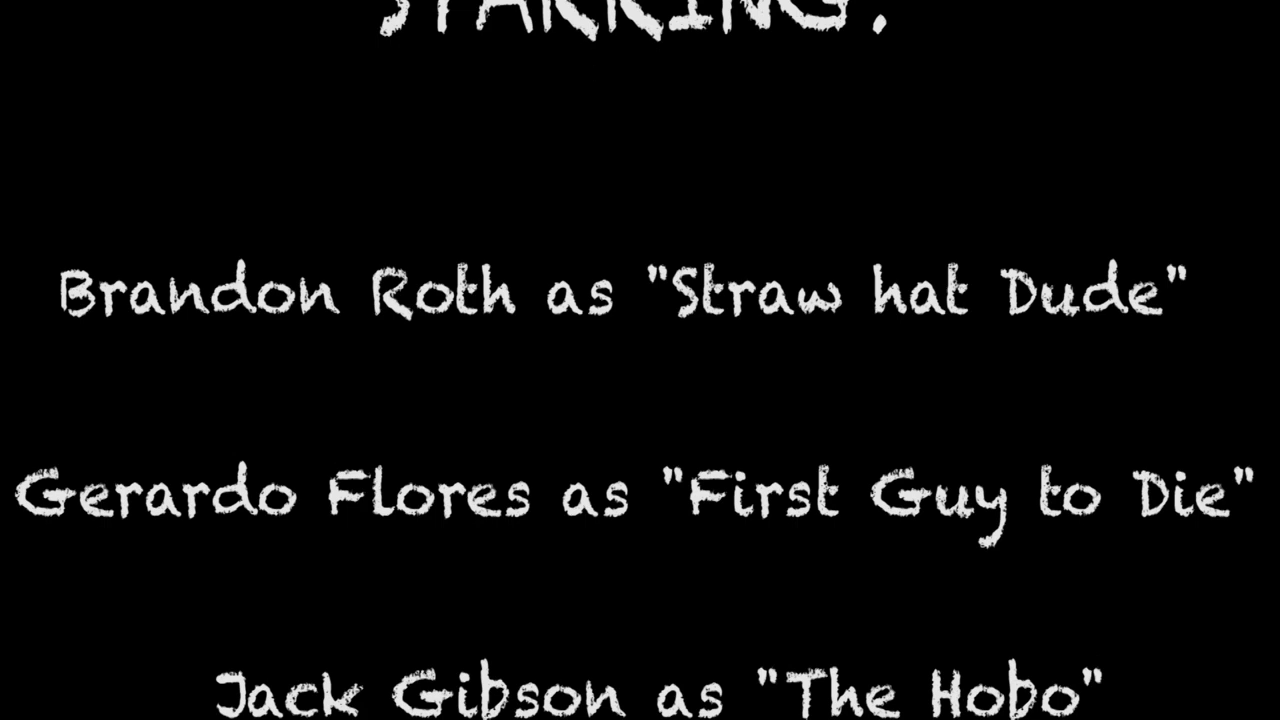 STARRING:
Brandon Roth as "Straw hat Dude"
Gerardo Flores as "First Guy to Die"
Jack Gibson as "The Hobo"